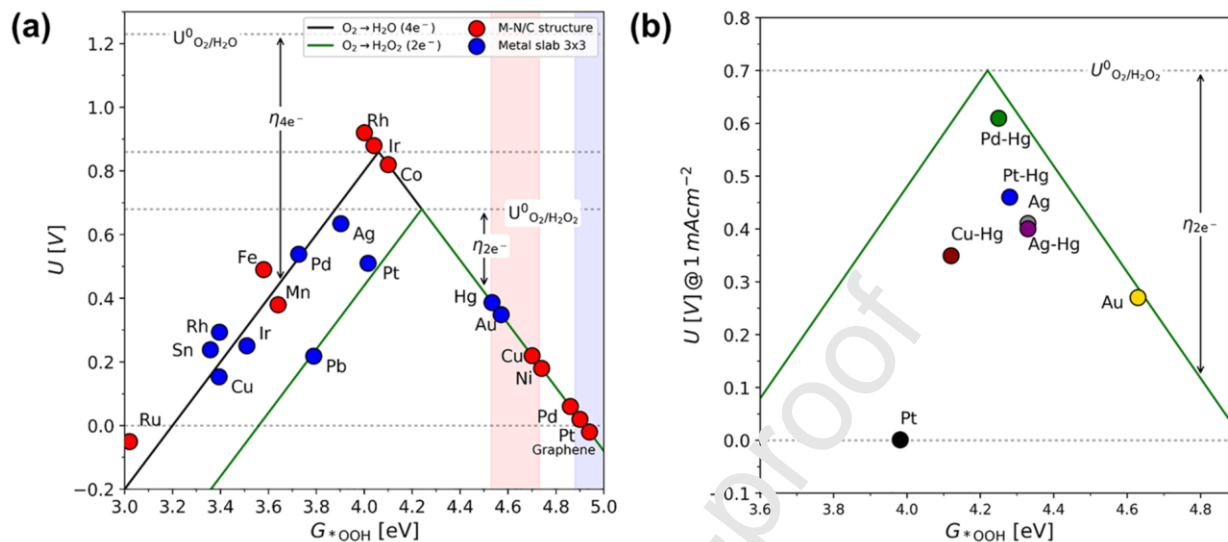 (a)
O₂→H₂O (4e⁻)
O₂→H₂O₂ (2e⁻)
M-N/C structure
Metal slab 3x3
U⁰O₂/H₂O
η4e⁻
Rh
Ir
Co
U⁰O₂/H₂O₂
η2e⁻
Ag
Pd
Pt
Fe
Mn
Hg
Au
Rh
Sn
Ir
Cu
Pb
Cu
Ni
Ru
Pd
Pt
Graphene
U [V]
1.2
1.0
0.8
0.6
0.4
0.2
0.0
−0.2
3.0 3.2 3.4 3.6 3.8 4.0 4.2 4.4 4.6 4.8 5.0
G*OOH [eV]
(b)
U⁰O₂/H₂O₂
Pd-Hg
Pt-Hg
Ag
Ag-Hg
Cu-Hg
Au
η2e⁻
Pt
U [V] @ 1 mAcm⁻²
0.8
0.7
0.6
0.5
0.4
0.3
0.2
0.1
0.0
−0.1
3.6 4.0 4.2 4.4 4.6 4.8
G*OOH [eV]
proof